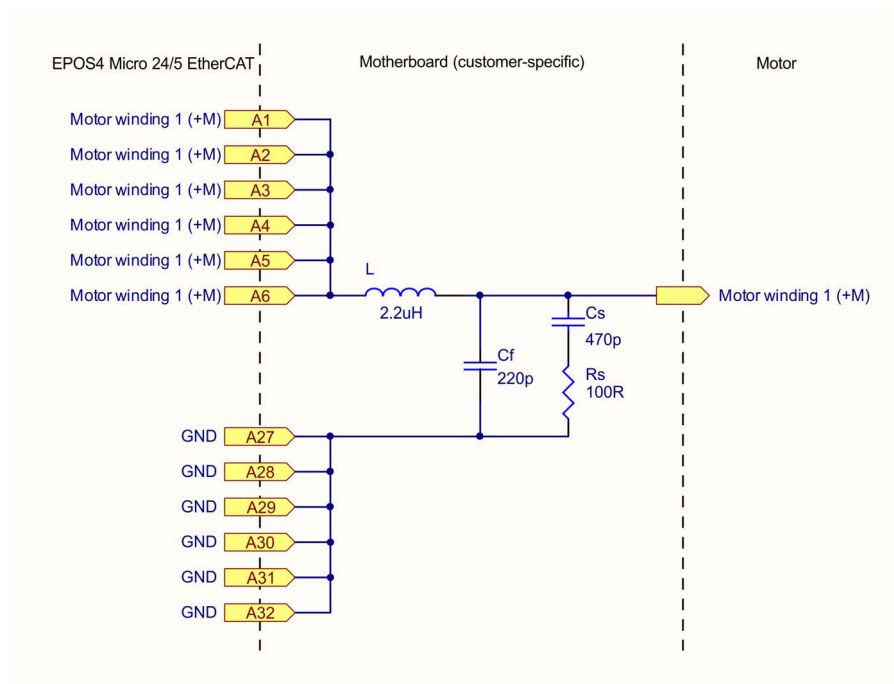 EPOS4 Micro 24/5 EtherCAT
Motherboard (customer-specific)
Motor
Motor winding 1 (+M) A1
Motor winding 1 (+M) A2
Motor winding 1 (+M) A3
Motor winding 1 (+M) A4
Motor winding 1 (+M) A5
Motor winding 1 (+M) A6
L
2.2uH
Motor winding 1 (+M)
Cs
470p
Cf
220p
Rs
100R
GND A27
GND A28
GND A29
GND A30
GND A31
GND A32